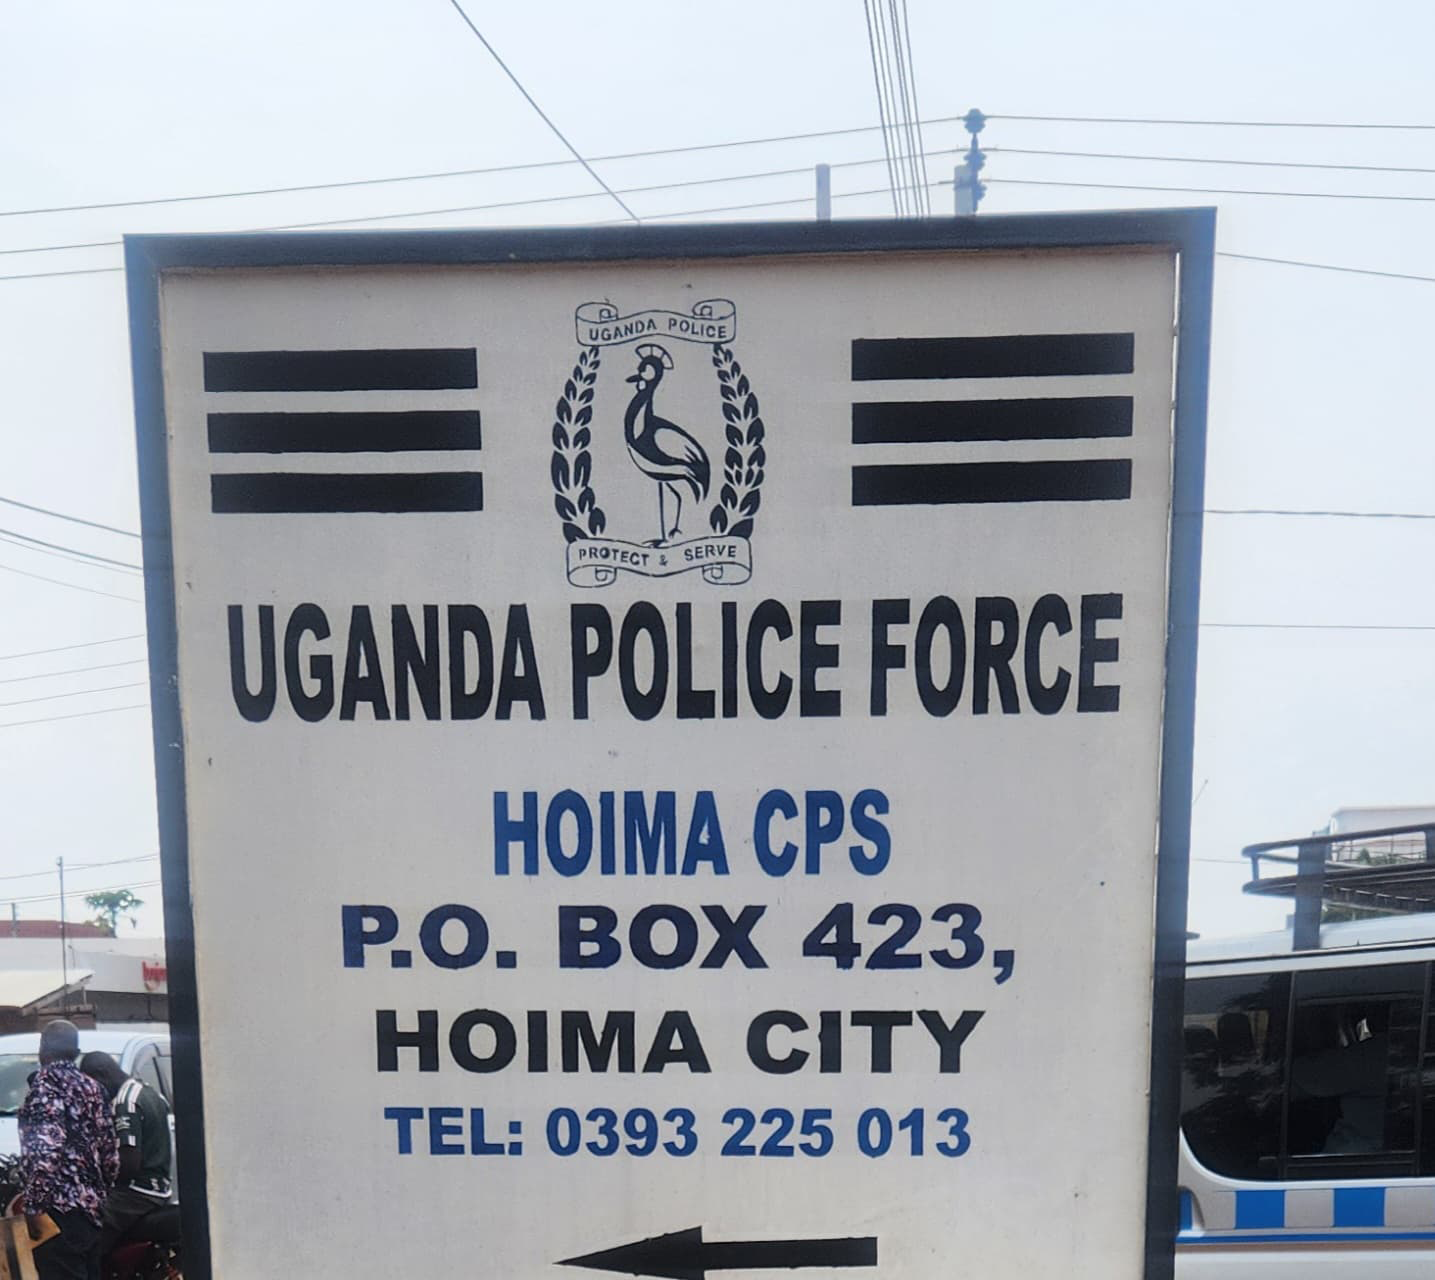 UGANDA POLICE
PROTECT & SERVE
UGANDA POLICE FORCE
HOIMA CPS
P.O. BOX 423,
HOIMA CITY
TEL: 0393 225 013